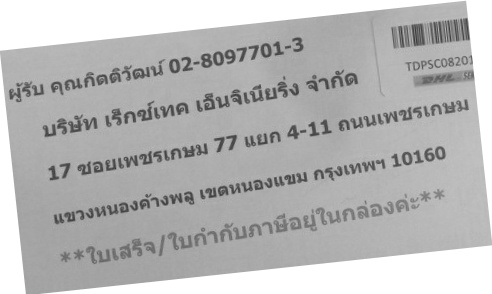 ผู้รับ คุณกิตติวัฒน์ 02-8097701-3
บริษัท เร็กซ์เทค เอ็นจิเนียริ่ง จำกัด
17 ซอยเพชรเกษม 77 แยก 4-11 ถนนเพชรเกษม
แขวงหนองค้างพลู เขตหนองแขม กรุงเทพฯ 10160
**ใบเสร็จ/ใบกำกับภาษีอยู่ในกล่องค่ะ**
TDPSC08201
DHL